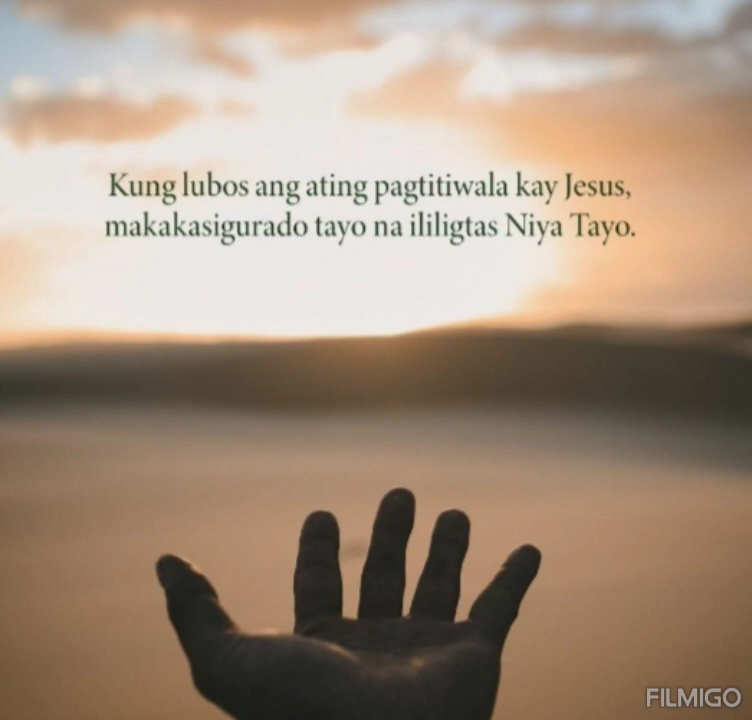 Kung lubos ang ating pagtitiwala kay Jesus,
makakasigurado tayo na ililigtas Niya Tayo.
FILMIGO